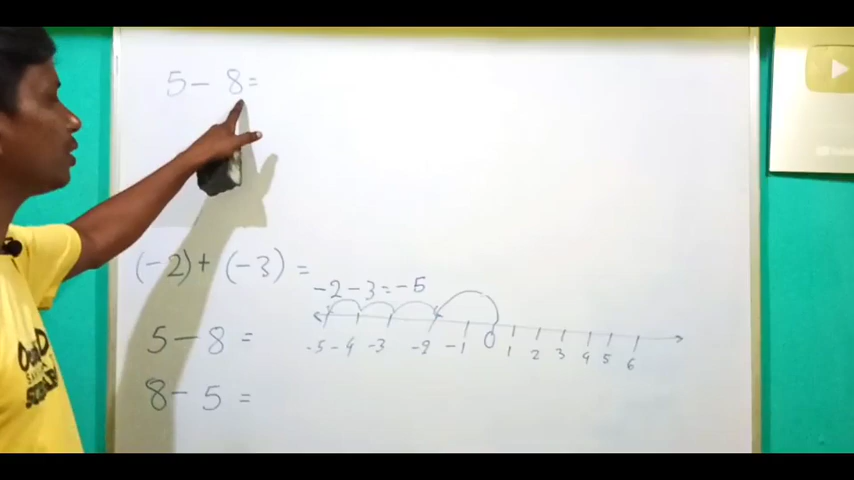 5 - 8 =
(-2) + (-3) =
-2 - 3 = -5
-5 -4 -3 -2 -1 0 1 2 3 4 5 6
5 - 8 =
8 - 5 =